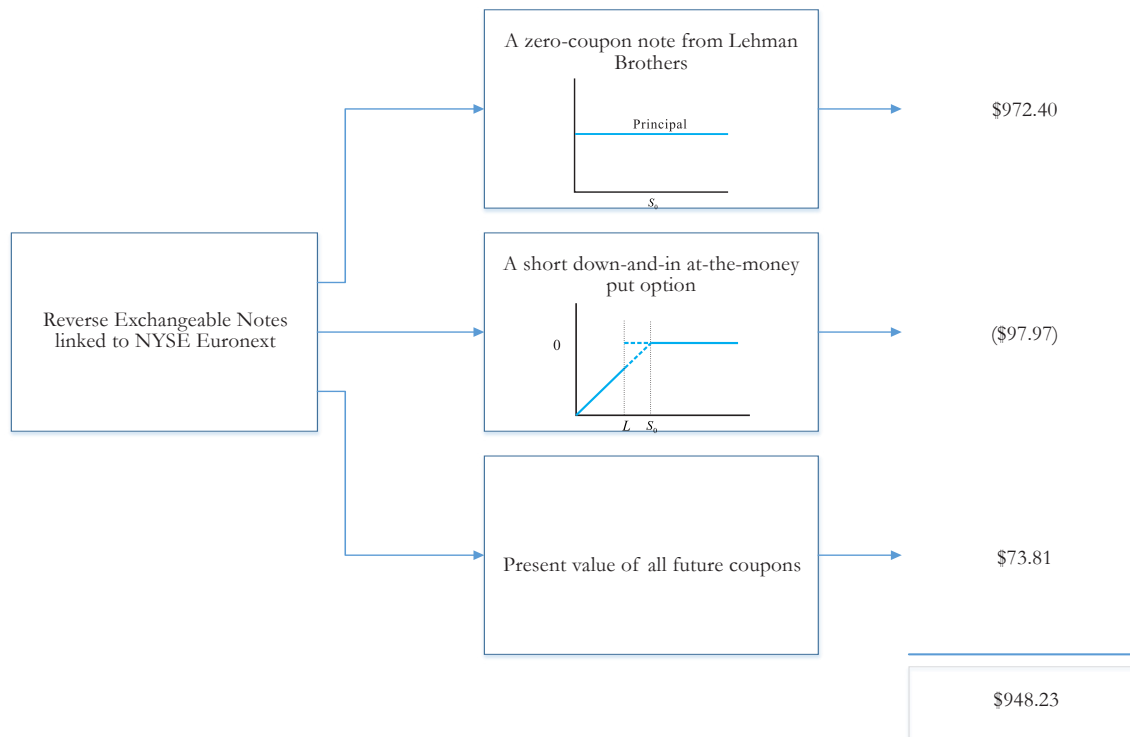 A zero-coupon note from Lehman
Brothers
Principal
S₀
$972.40
Reverse Exchangeable Notes
linked to NYSE Euronext
A short down-and-in at-the-money
put option
0
L S₀
($97.97)
Present value of all future coupons
$73.81
$948.23